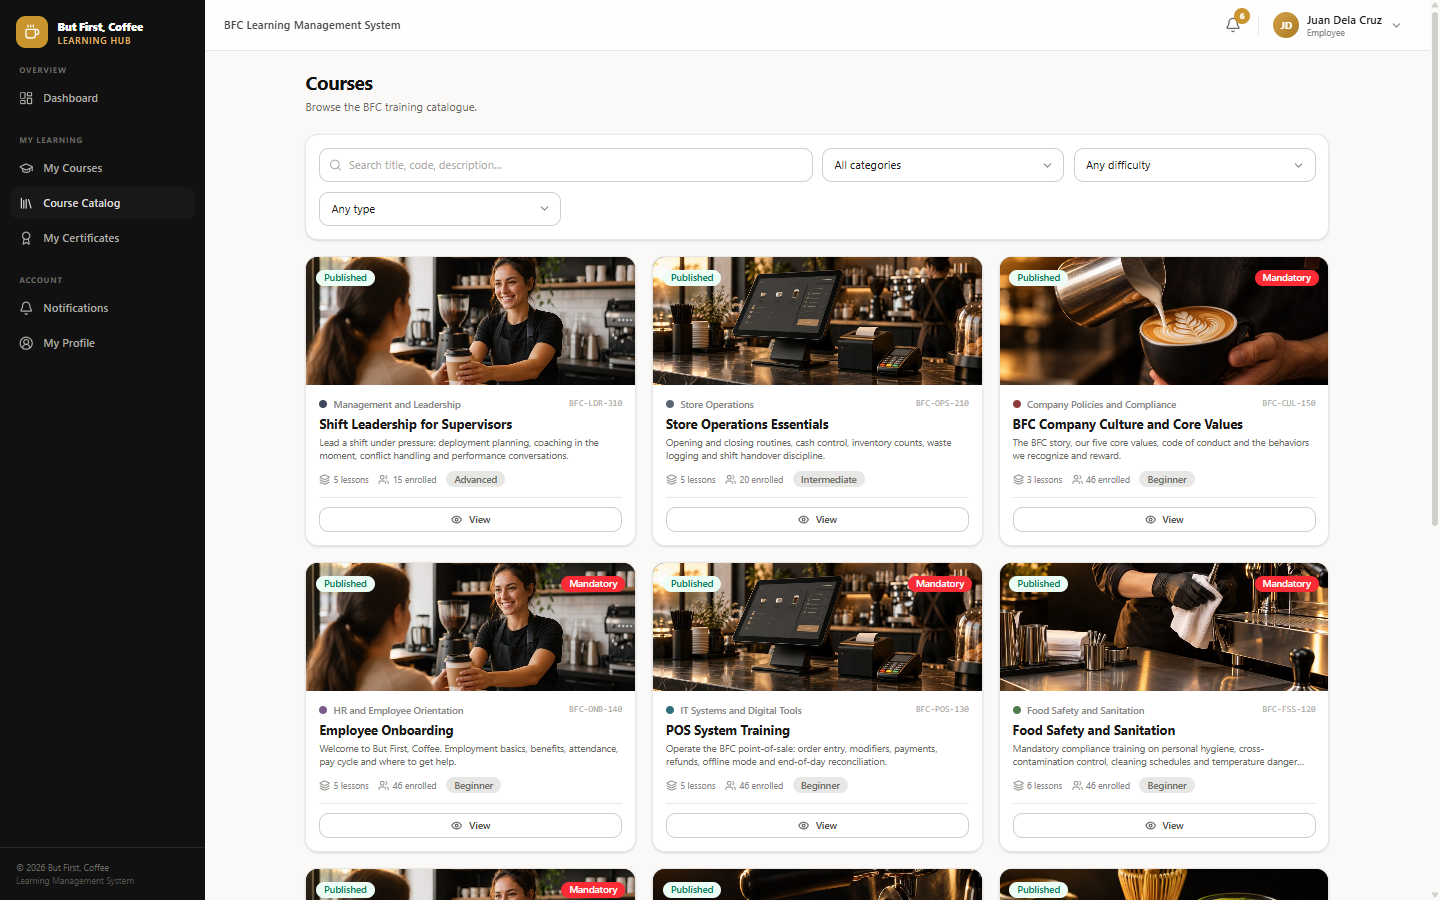 But First, Coffee
LEARNING HUB
OVERVIEW
Dashboard
MY LEARNING
My Courses
Course Catalog
My Certificates
ACCOUNT
Notifications
My Profile
© 2026 But First, Coffee
Learning Management System
BFC Learning Management System
6
JD
Juan Dela Cruz
Employee
Courses
Browse the BFC training catalogue.
Search title, code, description...
All categories
Any difficulty
Any type
Published
Management and Leadership
BFC-LDR-310
Shift Leadership for Supervisors
Lead a shift under pressure: deployment planning, coaching in the
moment, conflict handling and performance conversations.
5 lessons
15 enrolled
Advanced
View
Published
Store Operations
BFC-OPS-210
Store Operations Essentials
Opening and closing routines, cash control, inventory counts, waste
logging and shift handover discipline.
5 lessons
20 enrolled
Intermediate
View
Published
Mandatory
Company Policies and Compliance
BFC-CUL-150
BFC Company Culture and Core Values
The BFC story, our five core values, code of conduct and the behaviors
we recognize and reward.
3 lessons
46 enrolled
Beginner
View
Published
Mandatory
HR and Employee Orientation
BFC-ONB-140
Employee Onboarding
Welcome to But First, Coffee. Employment basics, benefits, attendance,
pay cycle and where to get help.
5 lessons
46 enrolled
Beginner
View
Published
Mandatory
IT Systems and Digital Tools
BFC-POS-130
POS System Training
Operate the BFC point-of-sale: order entry, modifiers, payments,
refunds, offline mode and end-of-day reconciliation.
5 lessons
46 enrolled
Beginner
View
Published
Mandatory
Food Safety and Sanitation
BFC-FSS-120
Food Safety and Sanitation
Mandatory compliance training on personal hygiene, cross-
contamination control, cleaning schedules and temperature danger...
6 lessons
46 enrolled
Beginner
View
Published
Mandatory
Published
Published